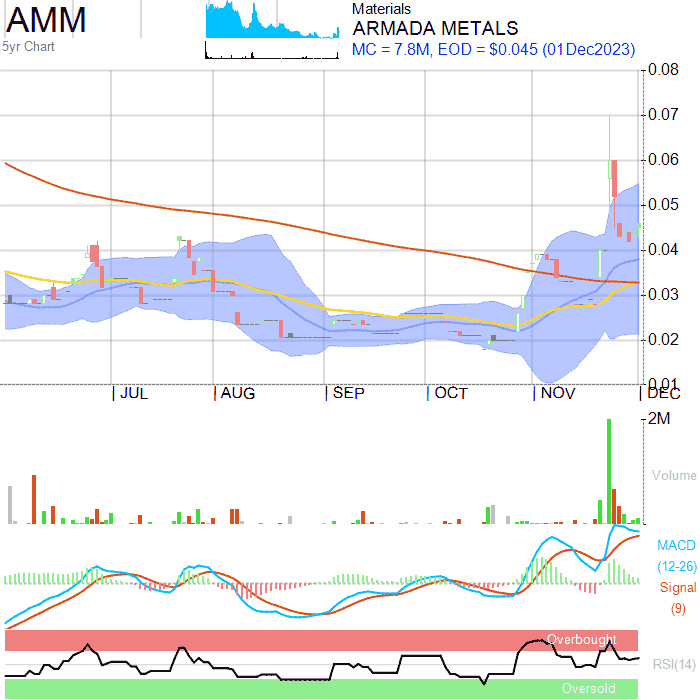 AMM
5yr Chart
Materials
ARMADA METALS
MC = 7.8M, EOD = $0.045 (01Dec2023)
0.08
0.07
0.06
0.05
0.04
0.03
0.02
0.01
JUL AUG SEP OCT NOV DEC
2M
Volume
MACD
(12-26)
Signal
(9)
Overbought
RSI(14)
Oversold